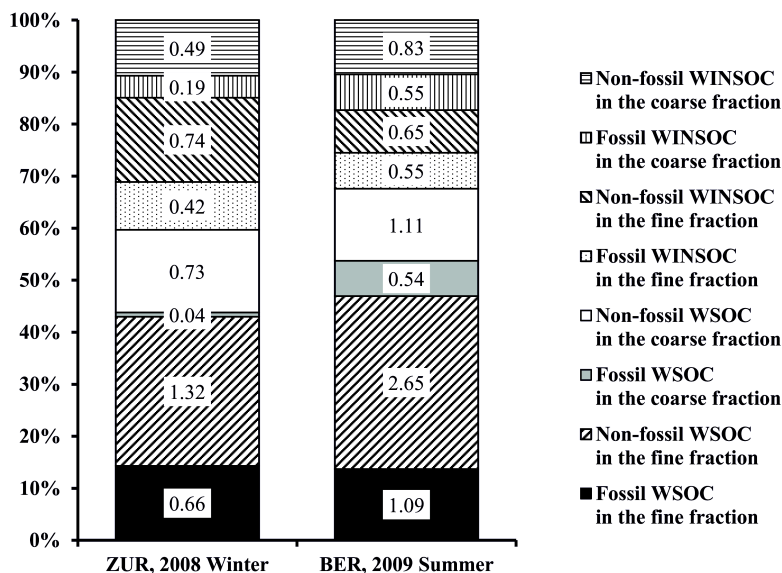 100%
90%
80%
70%
60%
50%
40%
30%
20%
10%
0%
0.49
0.19
0.74
0.42
0.73
0.04
1.32
0.66
0.83
0.55
0.65
0.55
1.11
0.54
2.65
1.09
ZUR, 2008 Winter
BER, 2009 Summer
Non-fossil WINSOC
in the coarse fraction
Fossil WINSOC
in the coarse fraction
Non-fossil WINSOC
in the fine fraction
Fossil WINSOC
in the fine fraction
Non-fossil WSOC
in the coarse fraction
Fossil WSOC
in the coarse fraction
Non-fossil WSOC
in the fine fraction
Fossil WSOC
in the fine fraction